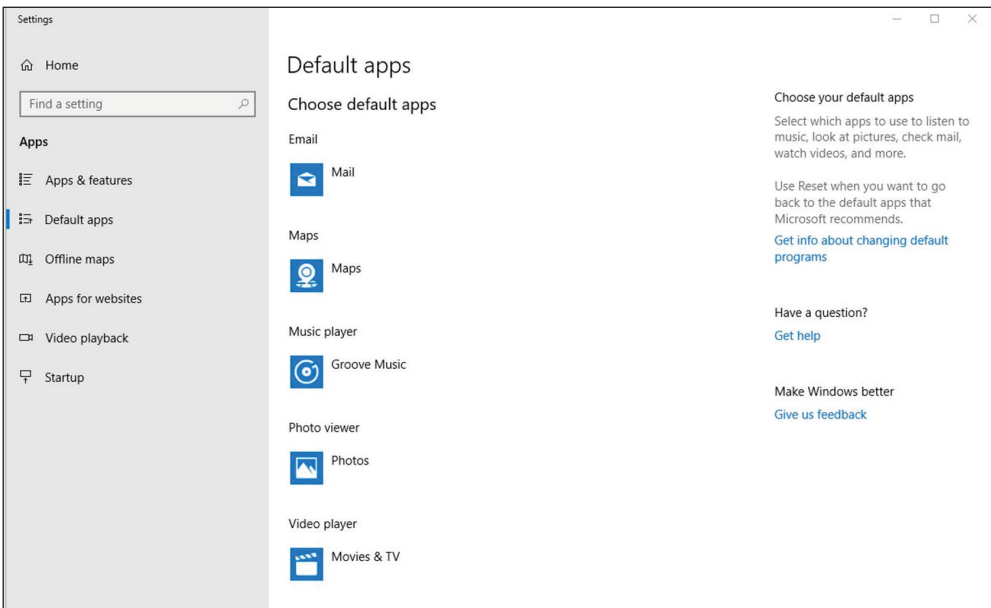 Settings
Home
Find a setting
Apps
Apps & features
Default apps
Offline maps
Apps for websites
Video playback
Startup
Default apps
Choose default apps
Email
Mail
Maps
Maps
Music player
Groove Music
Photo viewer
Photos
Video player
Movies & TV
Choose your default apps
Select which apps to use to listen to
music, look at pictures, check mail,
watch videos, and more.
Use Reset when you want to go
back to the default apps that
Microsoft recommends.
Get info about changing default
programs
Have a question?
Get help
Make Windows better
Give us feedback